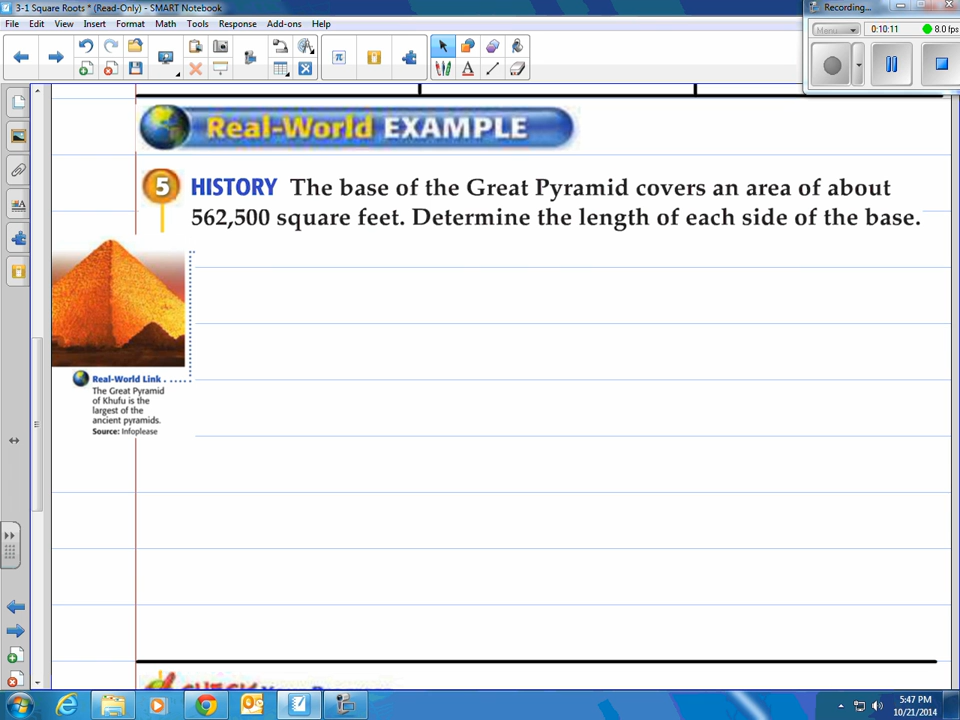 3-1 Square Roots * (Read-Only) - SMART Notebook
Recording...
File Edit View Insert Format Math Tools Response Add-ons Help
Menu
0:10:11
8.0 fps
π
A
Real-World EXAMPLE
5 HISTORY The base of the Great Pyramid covers an area of about
562,500 square feet. Determine the length of each side of the base.
Real-World Link
The Great Pyramid
of Khufu is the
largest of the
ancient pyramids.
Source: Infoplease
5:47 PM
10/21/2014